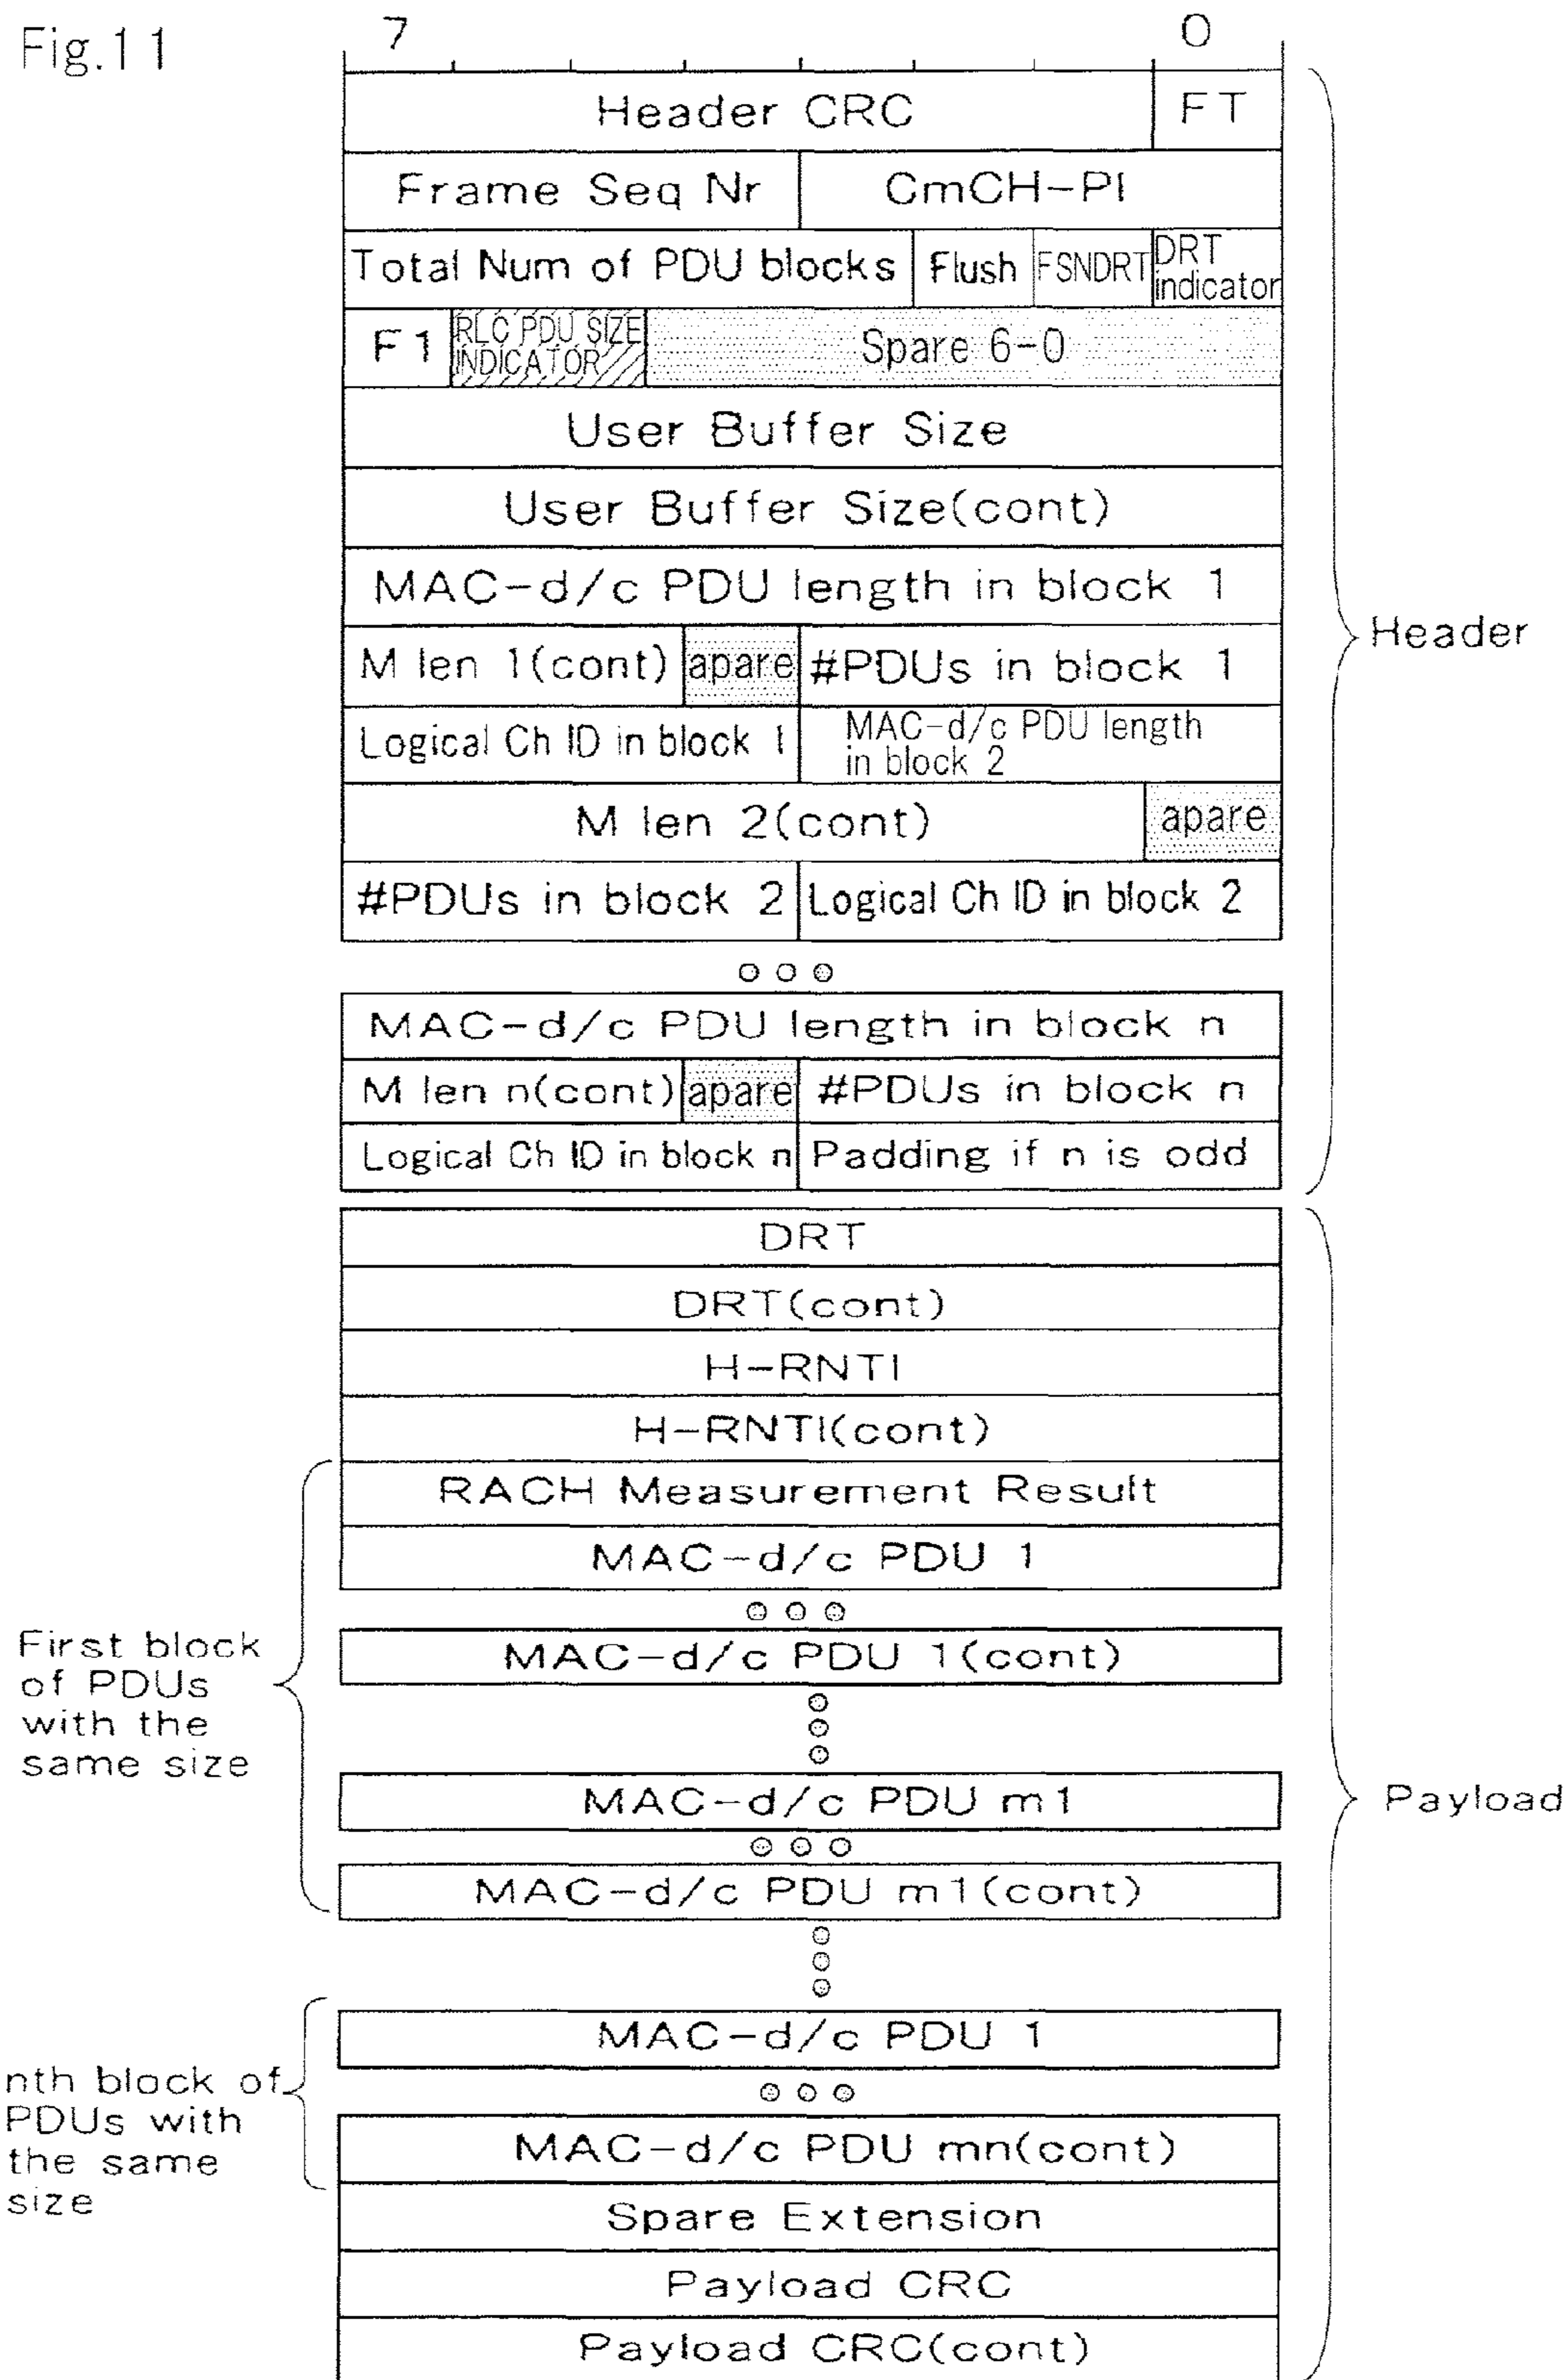 Fig.11
7 0
Header CRC FT
Frame Seq Nr CmCH-PI
Total Num of PDU blocks Flush FSNDRT DRT
indicator
F1 RLC PDU SIZE
INDICATOR Spare 6-0
User Buffer Size
User Buffer Size(cont)
MAC-d/c PDU length in block 1
M len 1(cont) apare #PDUs in block 1
Logical Ch ID in block 1 MAC-d/c PDU length
in block 2
M len 2(cont) apare
#PDUs in block 2 Logical Ch ID in block 2
MAC-d/c PDU length in block n
M len n(cont) apare #PDUs in block n
Logical Ch ID in block n Padding if n is odd
Header
DRT
DRT(cont)
H-RNTI
H-RNTI(cont)
RACH Measurement Result
MAC-d/c PDU 1
MAC-d/c PDU 1(cont)
MAC-d/c PDU m1
MAC-d/c PDU m1(cont)
First block
of PDUs
with the
same size
MAC-d/c PDU 1
MAC-d/c PDU mn(cont)
nth block of
PDUs with
the same
size
Spare Extension
Payload CRC
Payload CRC(cont)
Payload